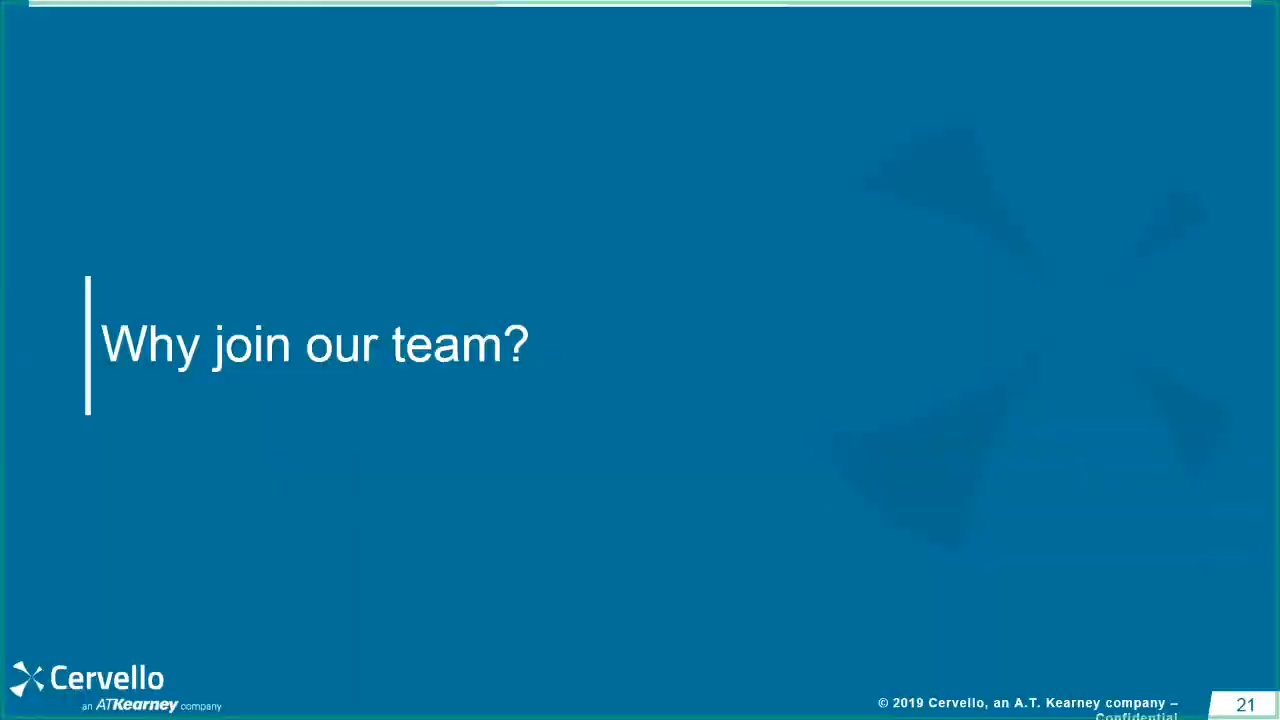 Why join our team?
Cervello
an ATKearney company
© 2019 Cervello, an A.T. Kearney company –
Confidential
21